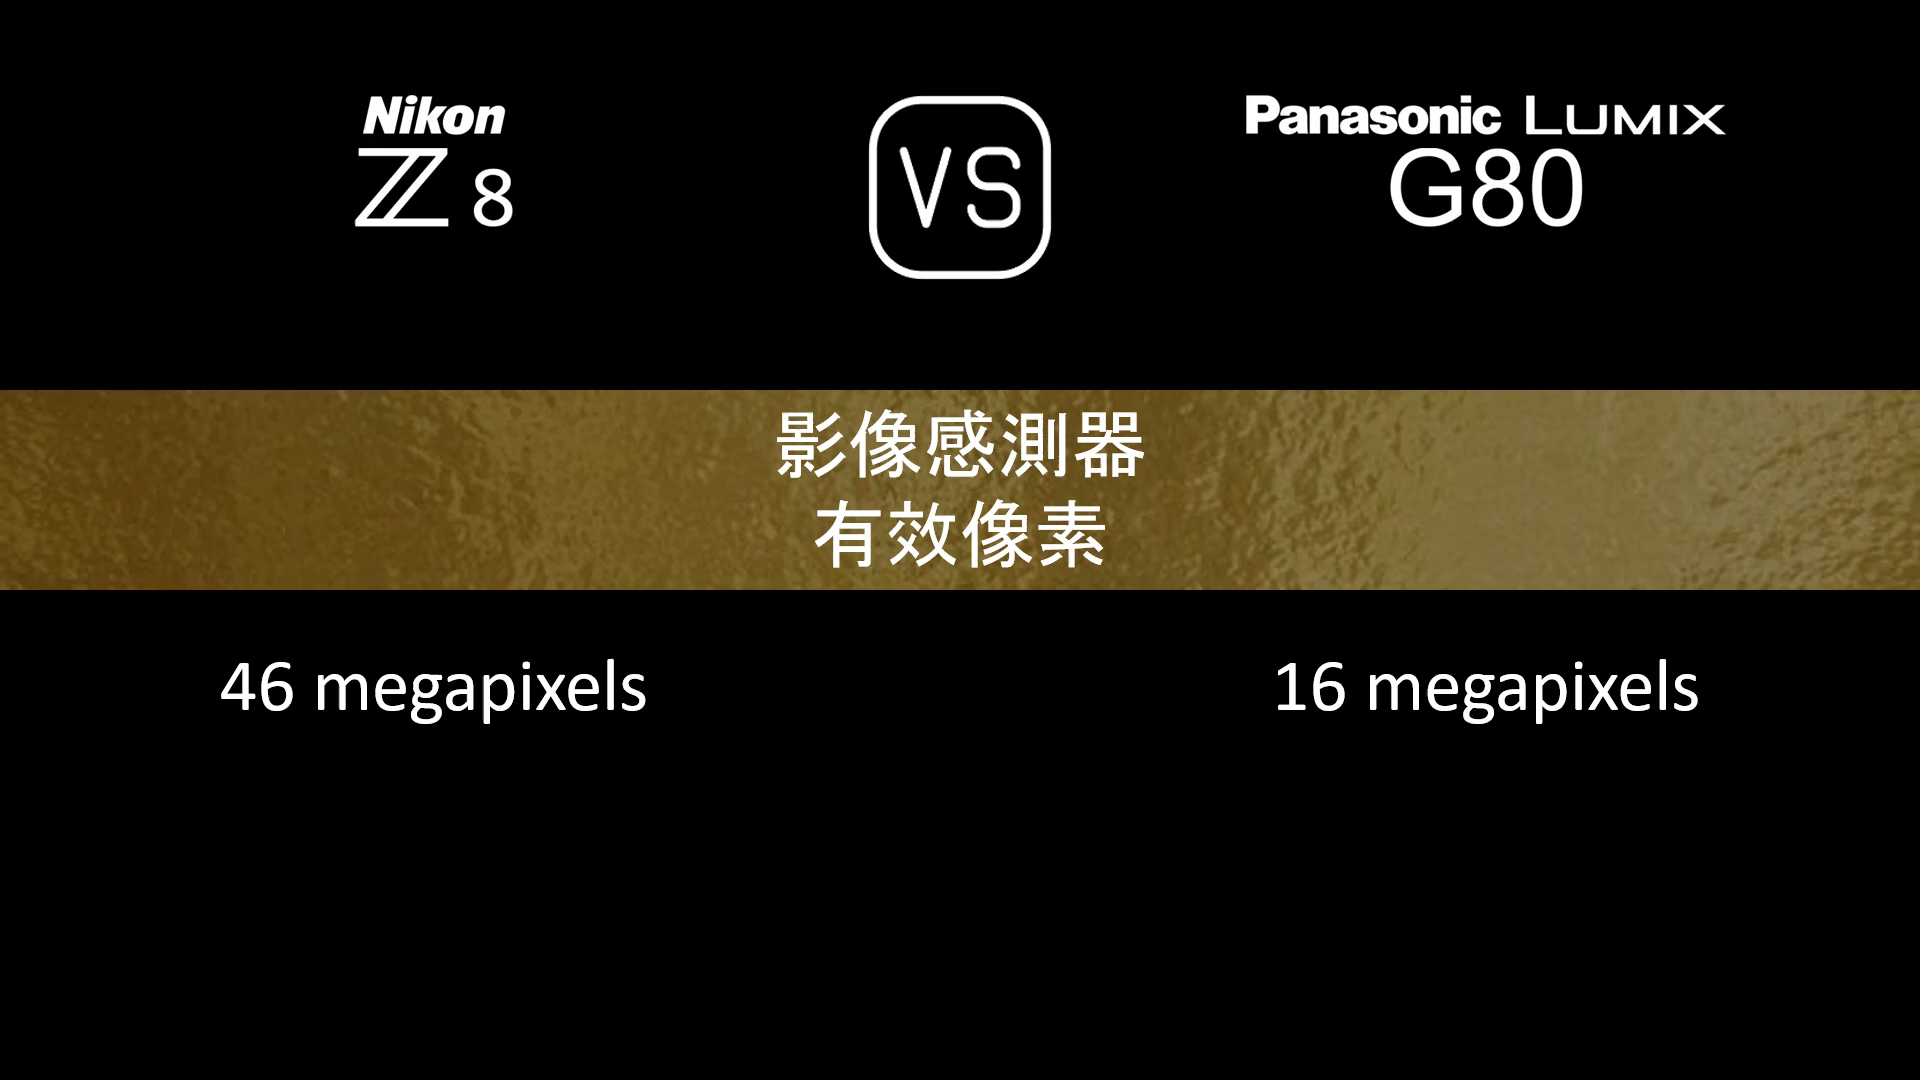 Nikon
Z 8
VS
Panasonic LUMIX
G80
影像感測器
有效像素
46 megapixels
16 megapixels